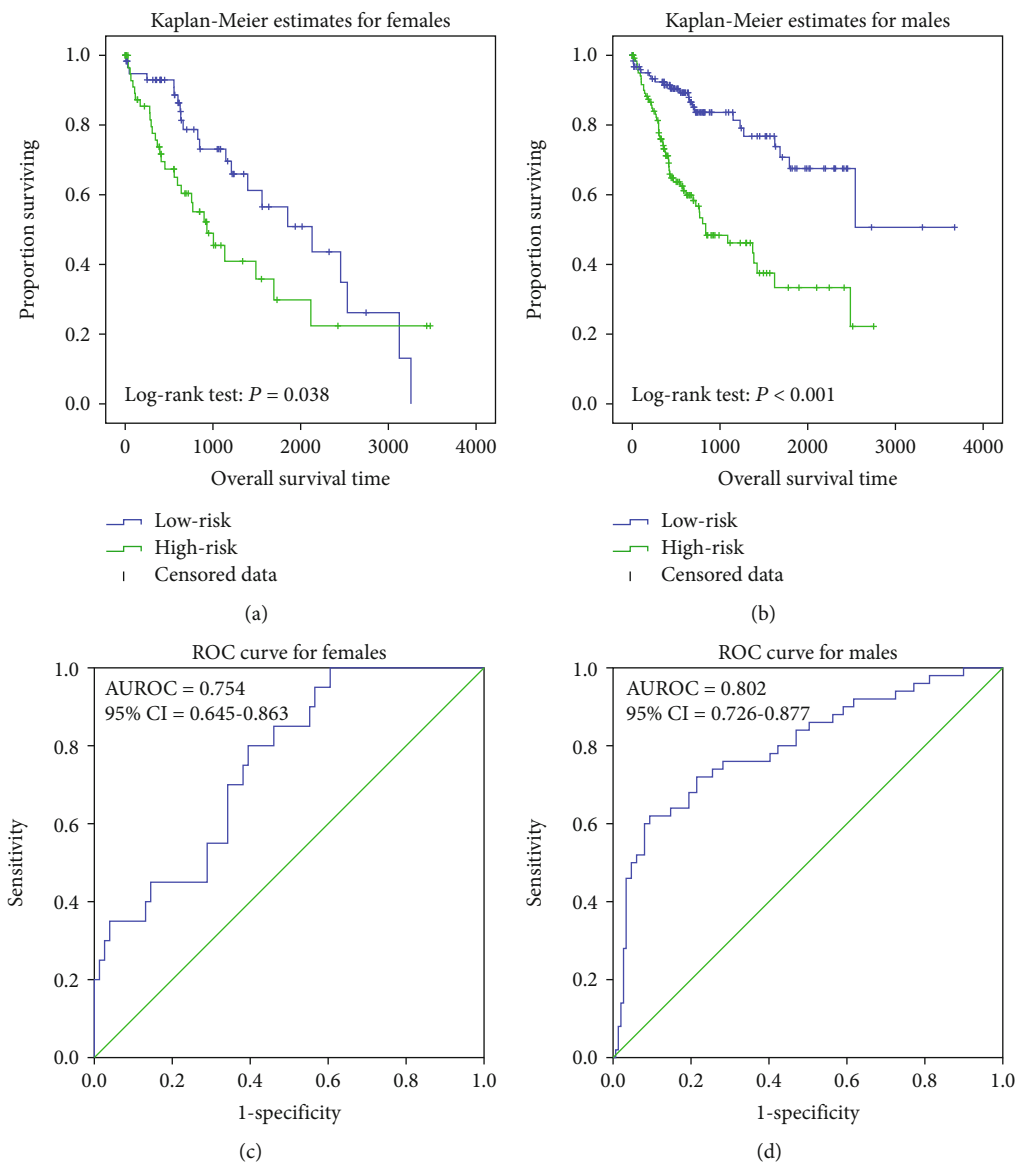 Kaplan-Meier estimates for females
1.0
0.8
0.6
0.4
0.2
0.0
Proportion surviving
Log-rank test: P = 0.038
0 1000 2000 3000 4000
Overall survival time
Low-risk
High-risk
Censored data
(a)
Kaplan-Meier estimates for males
1.0
0.8
0.6
0.4
0.2
0.0
Proportion surviving
Log-rank test: P < 0.001
0 1000 2000 3000 4000
Overall survival time
Low-risk
High-risk
Censored data
(b)
ROC curve for females
AUROC = 0.754
95% CI = 0.645-0.863
1.0
0.8
0.6
0.4
0.2
0.0
Sensitivity
0.0 0.2 0.4 0.6 0.8 1.0
1-specificity
(c)
ROC curve for males
AUROC = 0.802
95% CI = 0.726-0.877
1.0
0.8
0.6
0.4
0.2
0.0
Sensitivity
0.0 0.2 0.4 0.6 0.8 1.0
1-specificity
(d)